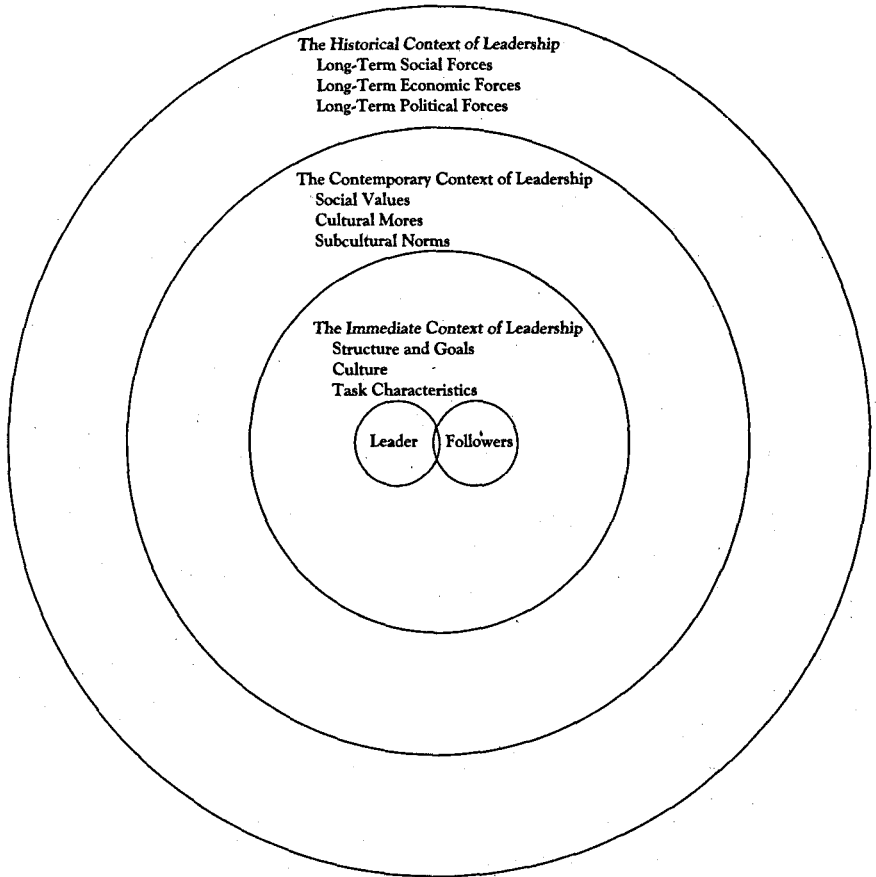 The Historical Context of Leadership
Long-Term Social Forces
Long-Term Economic Forces
Long-Term Political Forces
The Contemporary Context of Leadership
Social Values
Cultural Mores
Subcultural Norms
The Immediate Context of Leadership
Structure and Goals
Culture
Task Characteristics
Leader
Followers